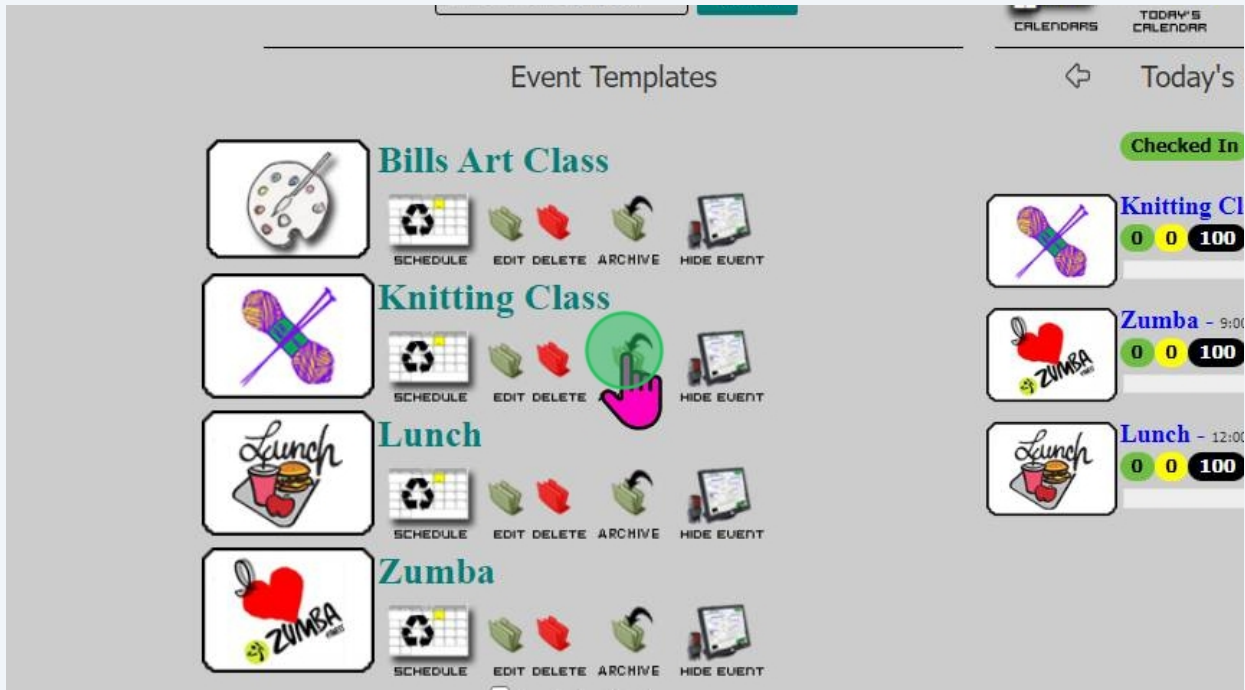 CALENDARS
TODAY'S
CALENDAR
Event Templates
Today's
Bills Art Class
SCHEDULE EDIT DELETE ARCHIVE HIDE EVENT
Knitting Class
SCHEDULE EDIT DELETE HIDE EVENT
Lunch
Lunch
SCHEDULE EDIT DELETE ARCHIVE HIDE EVENT
Zumba
ZUMBA
SCHEDULE EDIT DELETE ARCHIVE HIDE EVENT
Checked In
Knitting Cl
0 0 100
Zumba - 9:00
ZUMBA
0 0 100
Lunch - 12:00
Lunch
0 0 100